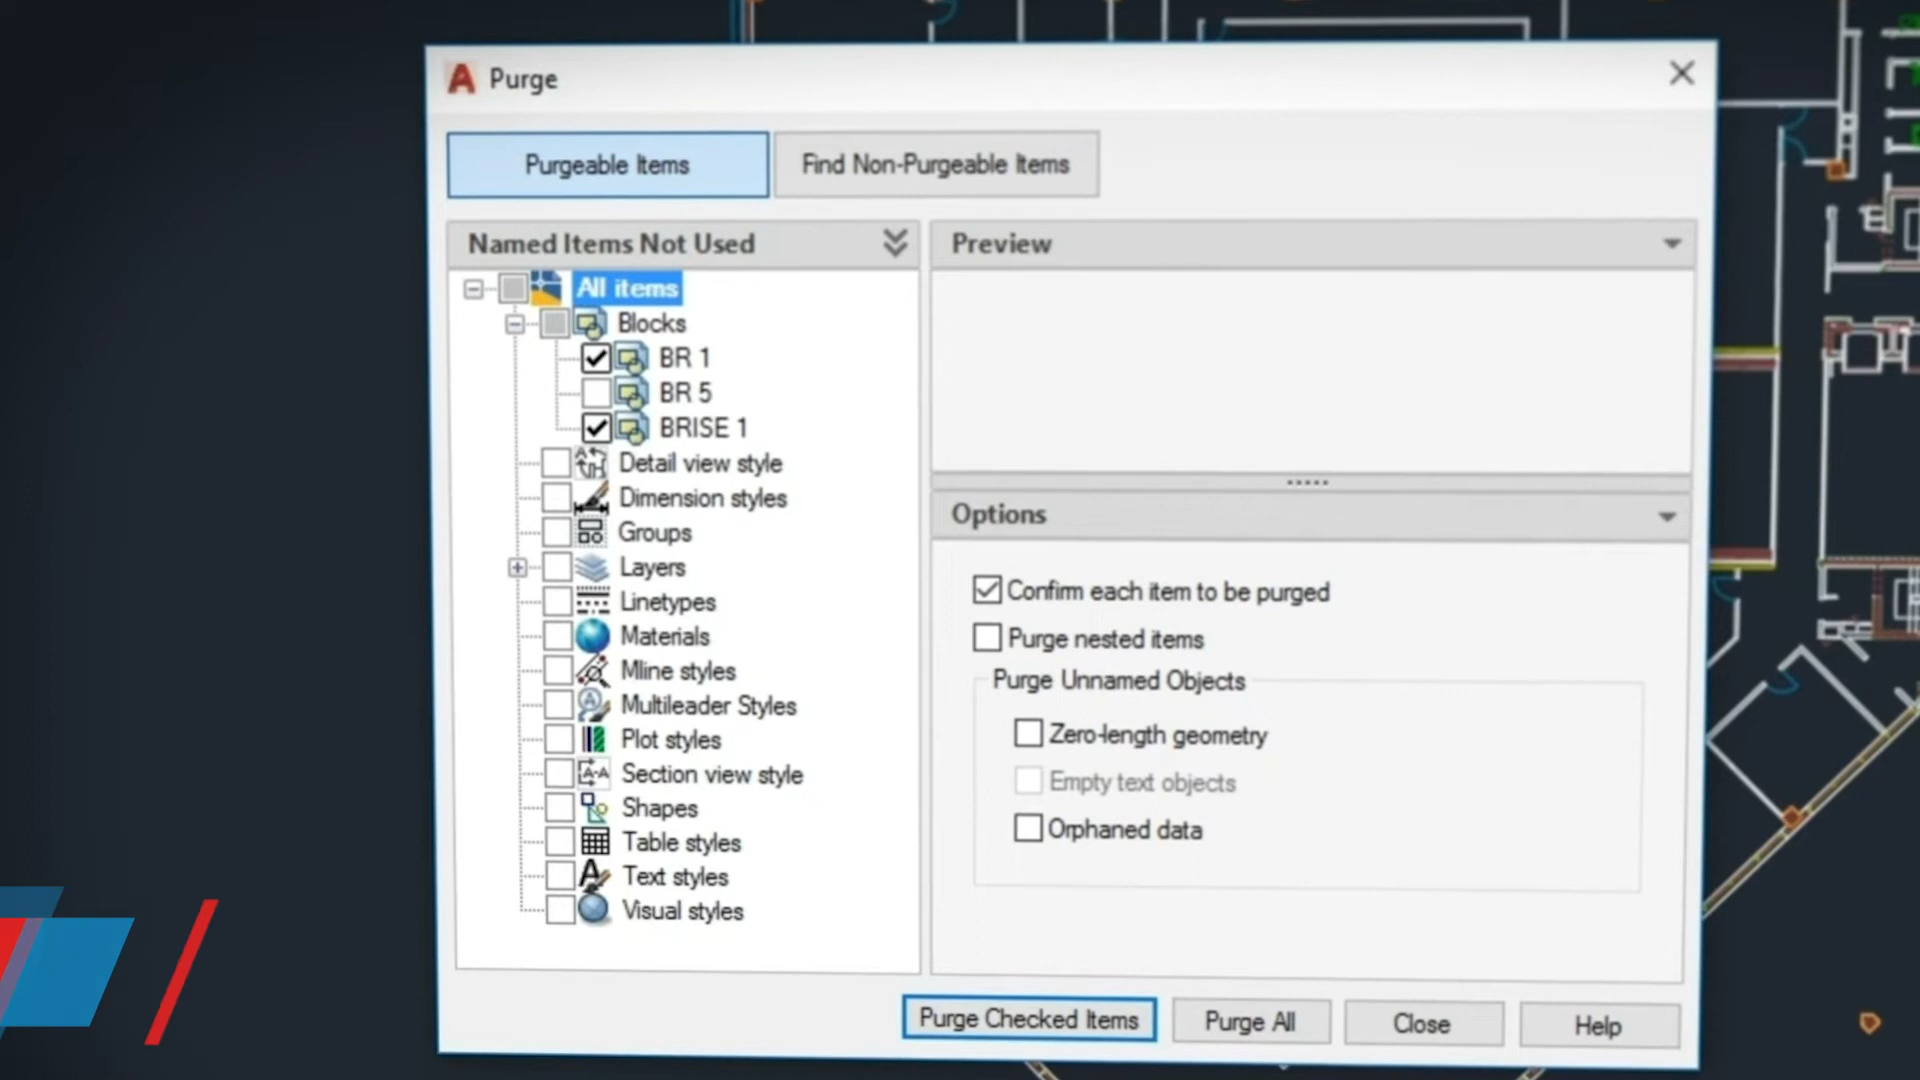 Purge
Purgeable Items
Find Non-Purgeable Items
Named Items Not Used
All items
Blocks
BR 1
BR 5
BRISE 1
Detail view style
Dimension styles
Groups
Layers
Linetypes
Materials
Mline styles
Multileader Styles
Plot styles
Section view style
Shapes
Table styles
Text styles
Visual styles
Preview
Options
Confirm each item to be purged
Purge nested items
Purge Unnamed Objects
Zero-length geometry
Empty text objects
Orphaned data
Purge Checked Items
Purge All
Close
Help